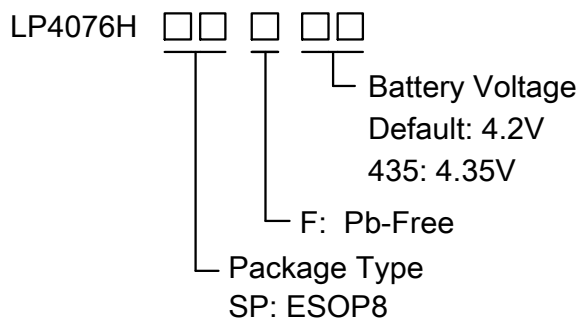 LP4076H □□ □ □□
Battery Voltage
Default: 4.2V
435: 4.35V
F: Pb-Free
Package Type
SP: ESOP8